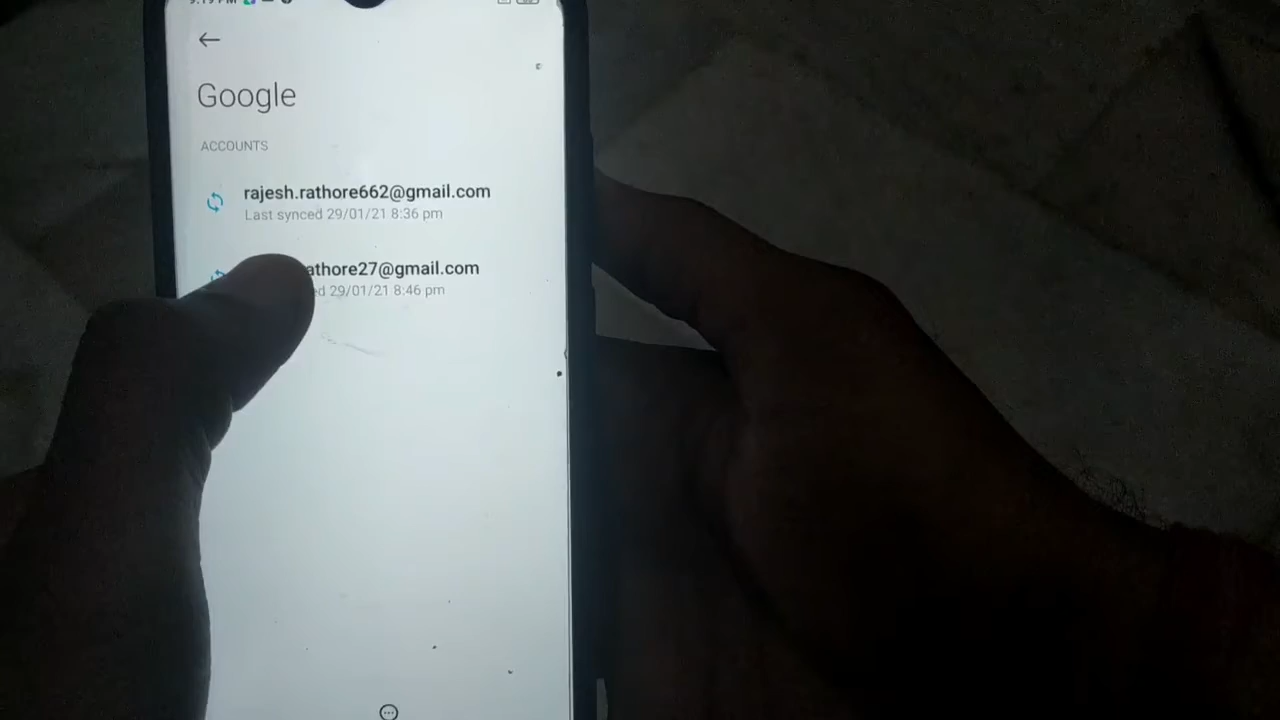 Google
ACCOUNTS
rajesh.rathore662@gmail.com
Last synced 29/01/21 8:36 pm
athore27@gmail.com
ed 29/01/21 8:46 pm